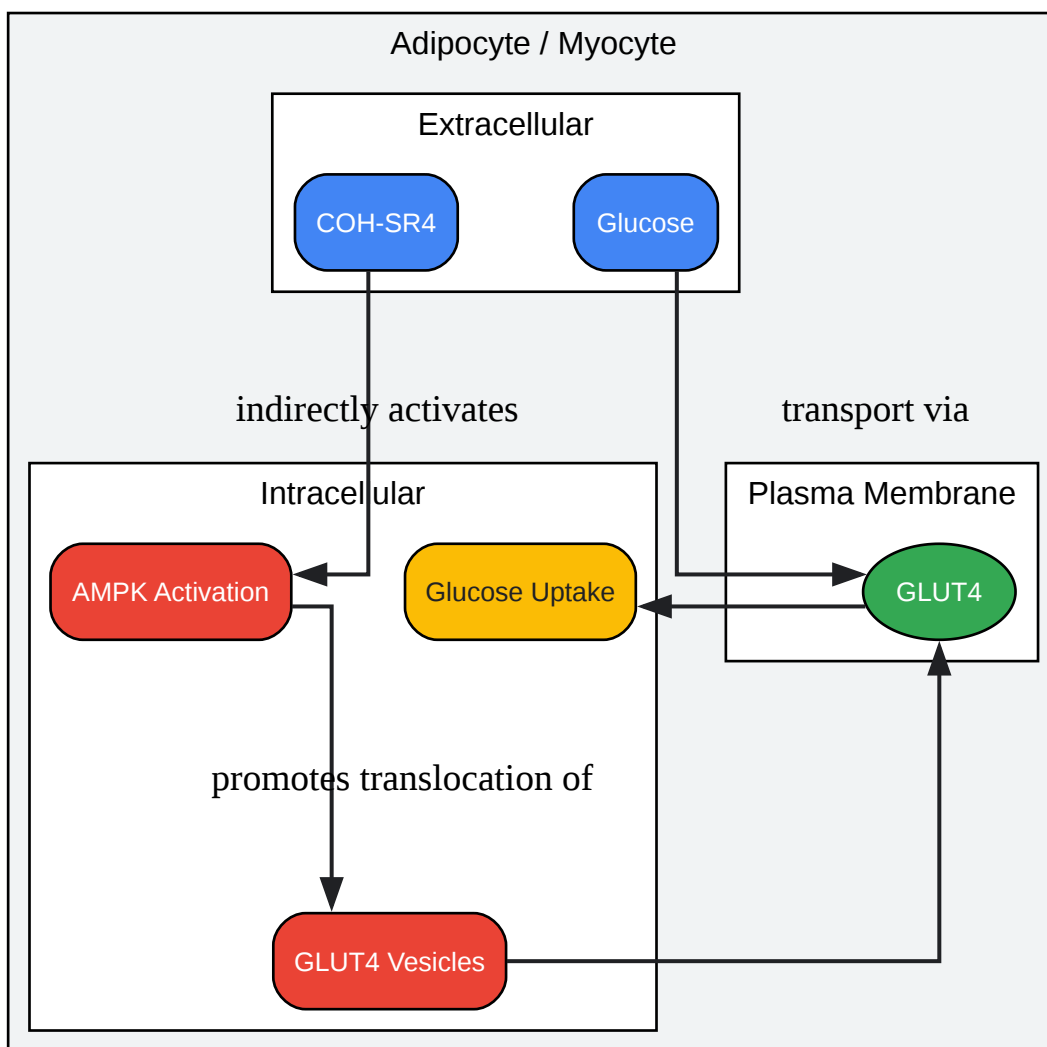 Adipocyte / Myocyte
Extracellular
COH-SR4
Glucose
indirectly activates
transport via
Intracellular
Plasma Membrane
AMPK Activation
Glucose Uptake
GLUT4
promotes translocation of
GLUT4 Vesicles